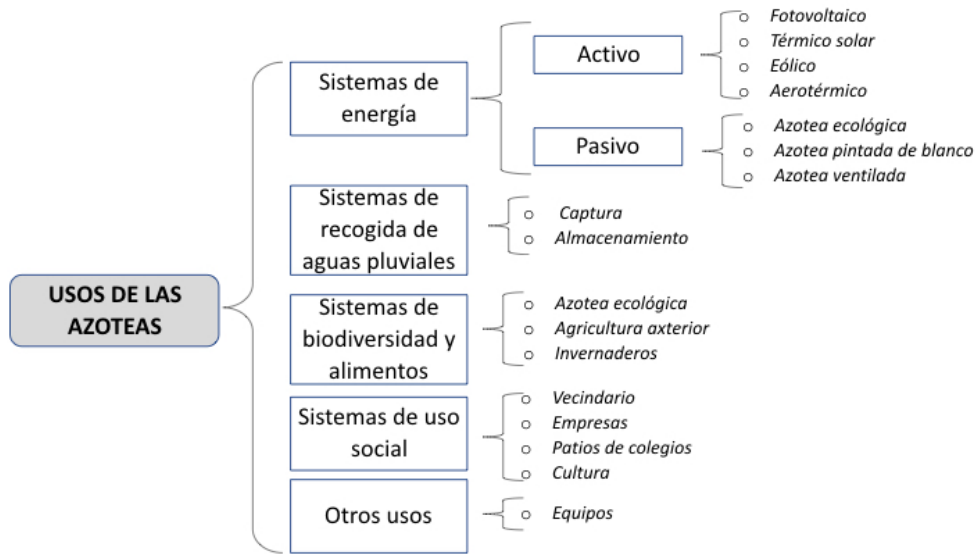 USOS DE LAS
AZOTEAS
Sistemas de
energía
Activo
Fotovoltaico
Térmico solar
Eólico
Aerotérmico
Pasivo
Azotea ecológica
Azotea pintada de blanco
Azotea ventilada
Sistemas de
recogida de
aguas pluviales
Captura
Almacenamiento
Sistemas de
biodiversidad y
alimentos
Azotea ecológica
Agricultura axterior
Invernaderos
Sistemas de uso
social
Vecindario
Empresas
Patios de colegios
Cultura
Otros usos
Equipos